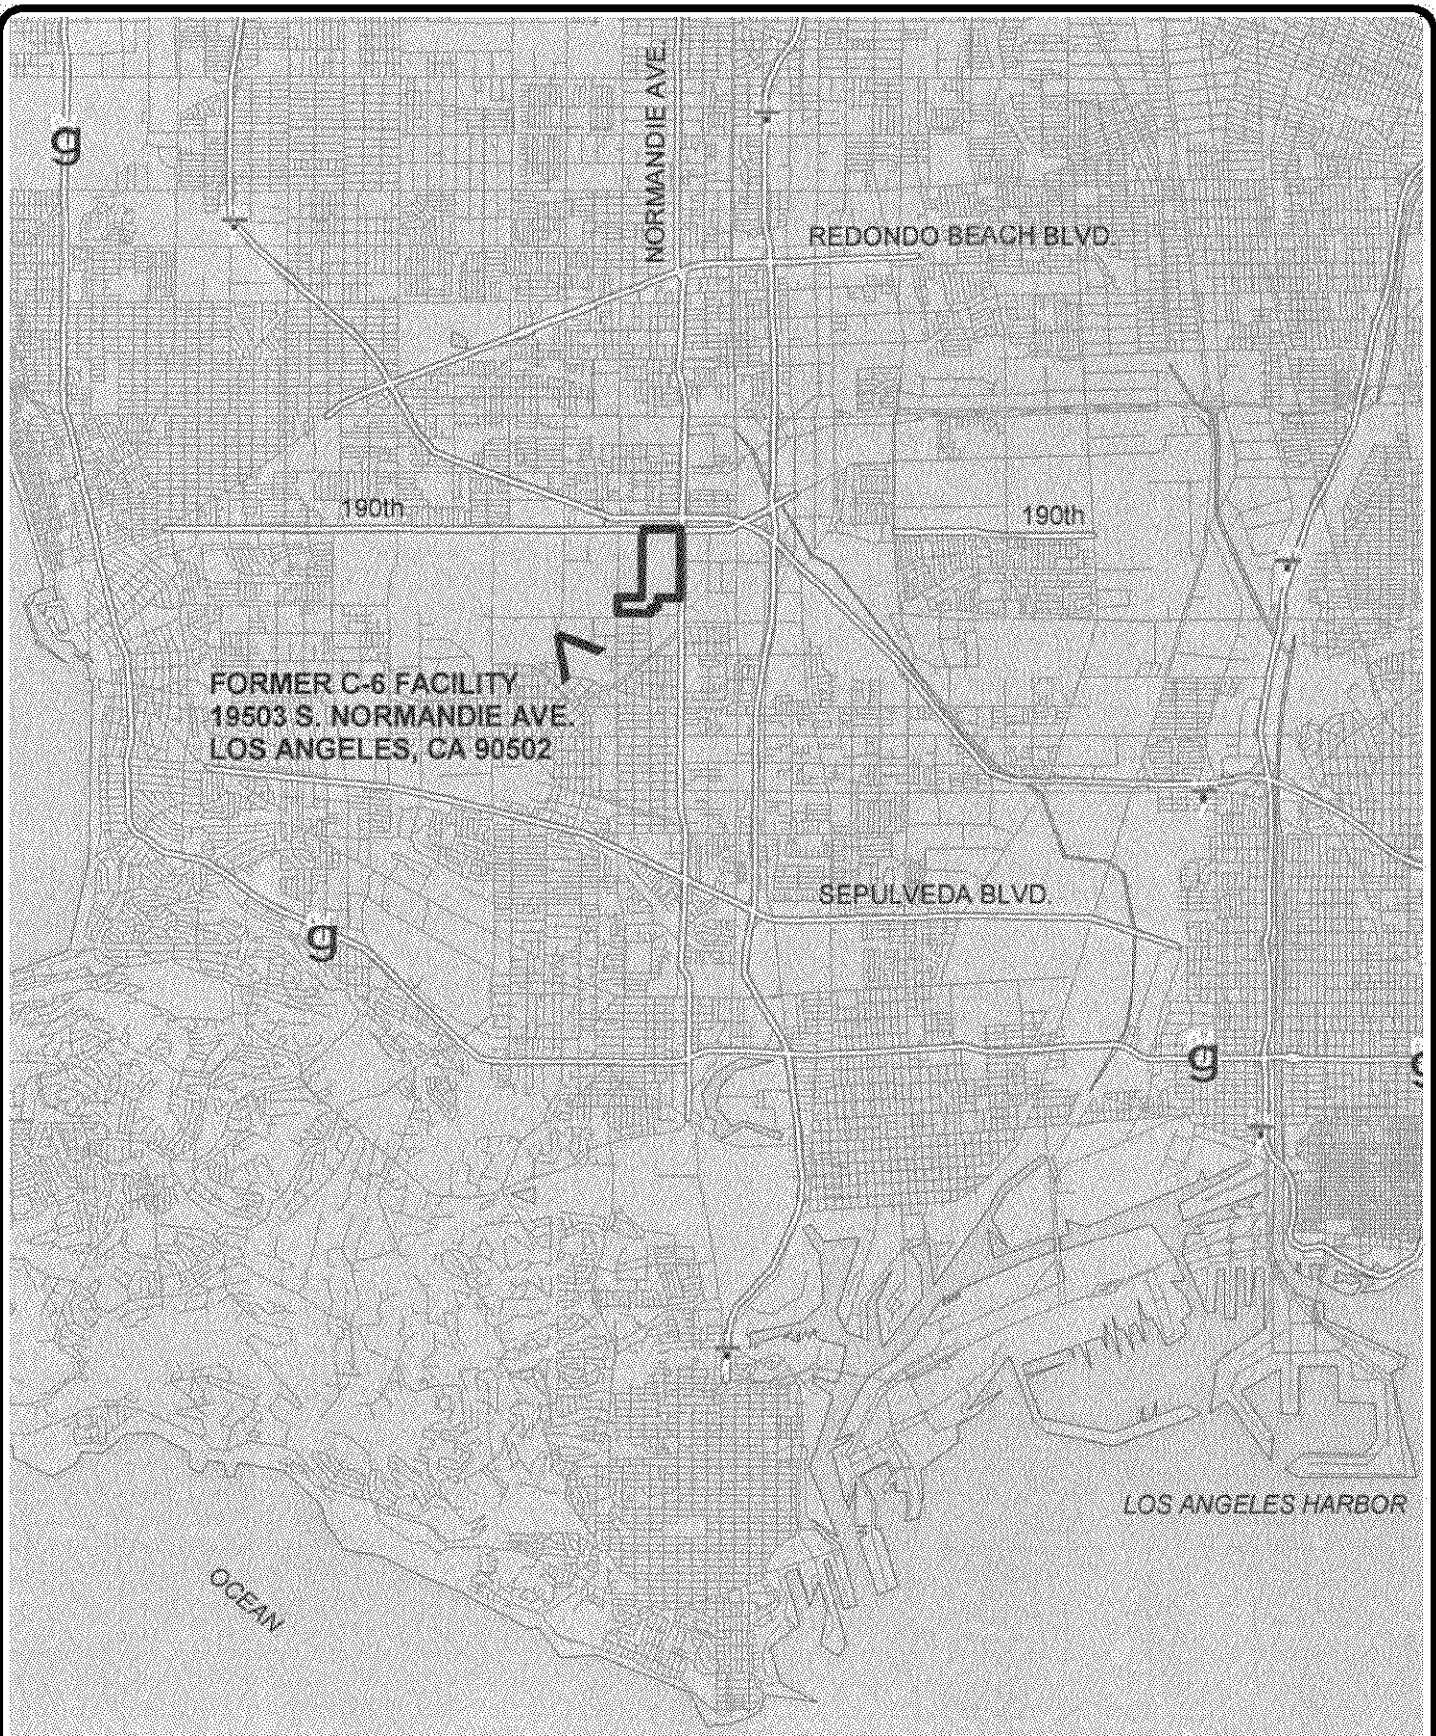 NORMANDIE AVE.
g
REDONDO BEACH BLVD.
190th
190th
FORMER C-6 FACILITY
19503 S. NORMANDIE AVE.
LOS ANGELES, CA 90502
SEPULVEDA BLVD.
g
g
g
LOS ANGELES HARBOR
OCEAN